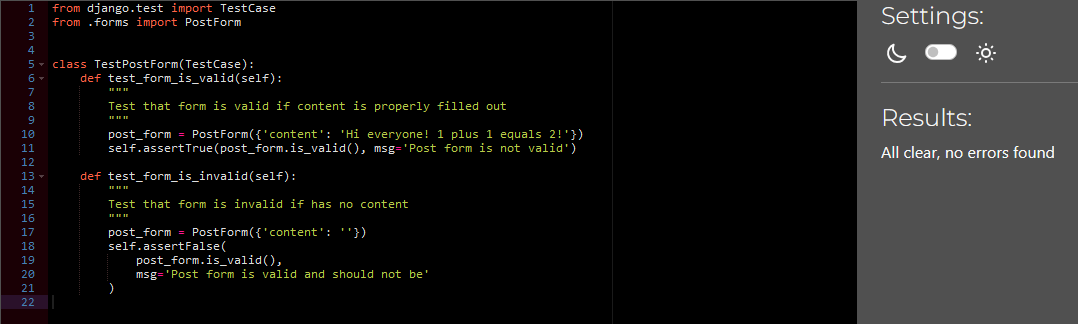 1 from django.test import TestCase
2 from .forms import PostForm
3
4
5 class TestPostForm(TestCase):
6     def test_form_is_valid(self):
7         """
8         Test that form is valid if content is properly filled out
9         """
10         post_form = PostForm({'content': 'Hi everyone! 1 plus 1 equals 2!'})
11         self.assertTrue(post_form.is_valid(), msg='Post form is not valid')
12
13     def test_form_is_invalid(self):
14         """
15         Test that form is invalid if has no content
16         """
17         post_form = PostForm({'content': ''})
18         self.assertFalse(
19             post_form.is_valid(),
20             msg='Post form is valid and should not be'
21         )
22
Settings:
Results:
All clear, no errors found